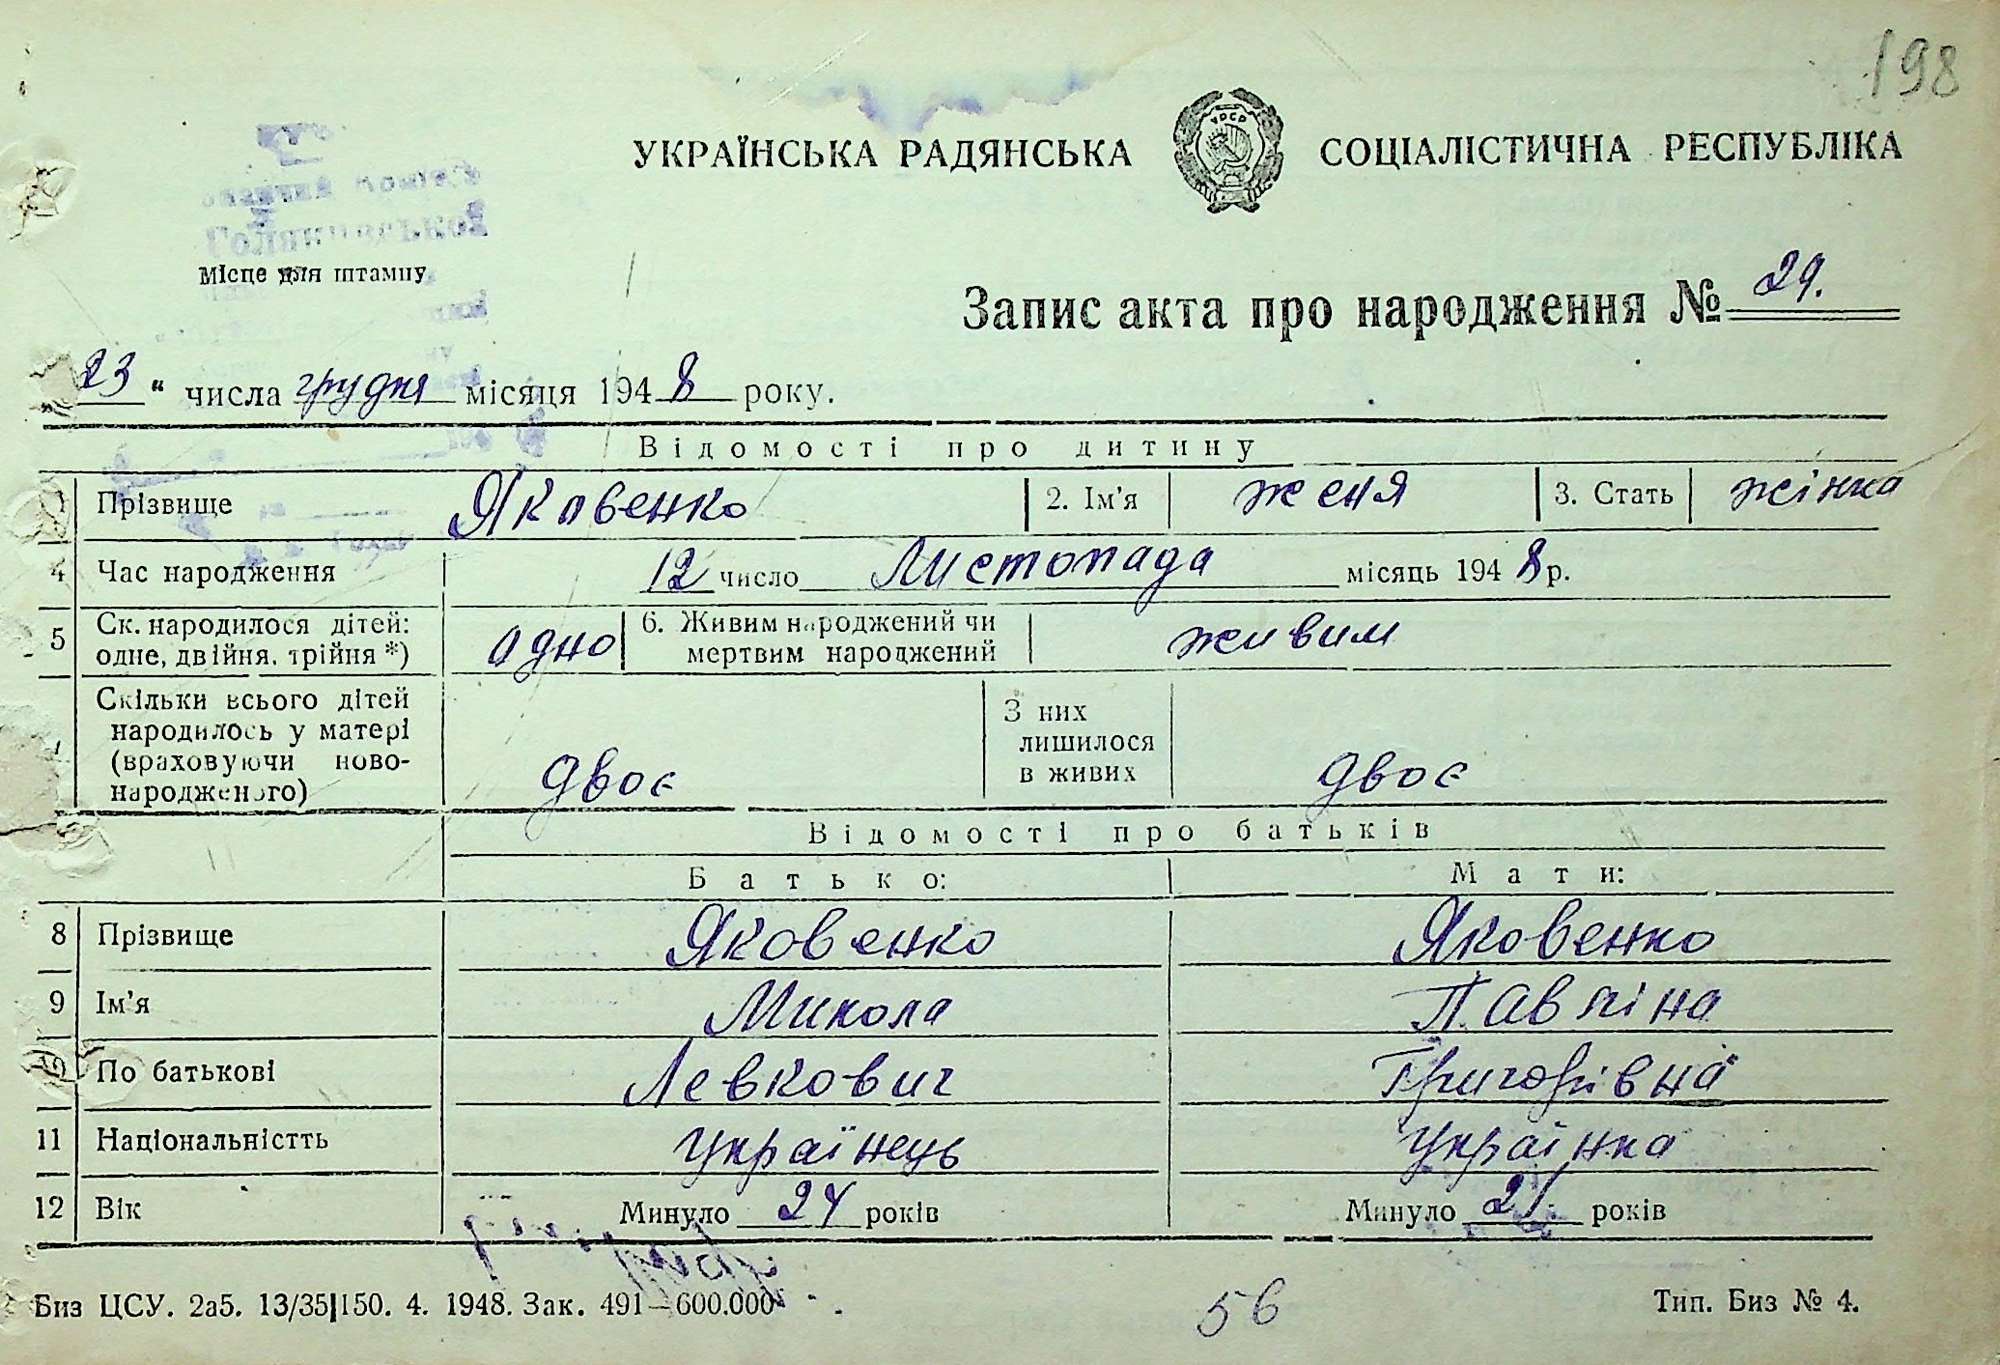 198
УКРАЇНСЬКА РАДЯНСЬКА СОЦІАЛІСТИЧНА РЕСПУБЛІКА
УРСР
Місце для штампу
Запис акта про народження № 29.
23 " числа грудня місяця 1948 року.
Відомості про дитину
1 Прізвище Яковенко 2. Ім'я Женя 3. Стать жінка
4 Час народження 12 число Листопада місяць 1948 р.
5 Ск. народилося дітей: одне, двійня, трійня *) одно 6. Живим народжений чи мертвим народжений живим
Скільки всього дітей
народилось у матері
(враховуючи ново-
народженого) двоє З них лишилося в живих двоє
Відомості про батьків
Батько: Мати:
8 Прізвище Яковенко Яковенко
9 Ім'я Микола Павліна
10 По батькові Левкович Григорівна
11 Національністть українець українка
12 Вік Минуло 24 років Минуло 21 років
Биз ЦСУ. 2а5. 13/35|150. 4. 1948. Зак. 491—600.000
56
Тип. Биз № 4.